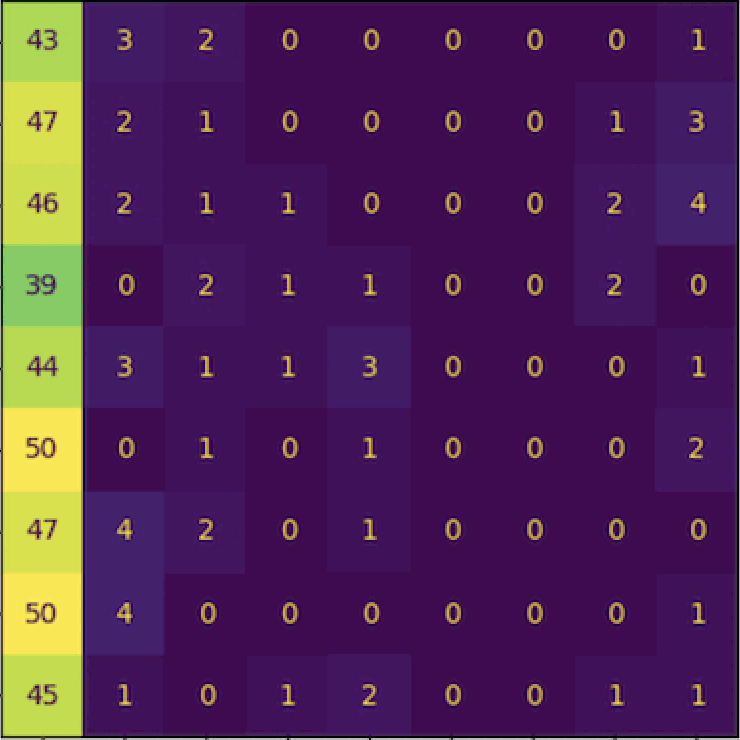 43 3 2 0 0 0 0 0 1
47 2 1 0 0 0 0 1 3
46 2 1 1 0 0 0 2 4
39 0 2 1 1 0 0 2 0
44 3 1 1 3 0 0 0 1
50 0 1 0 1 0 0 0 2
47 4 2 0 1 0 0 0 0
50 4 0 0 0 0 0 0 1
45 1 0 1 2 0 0 1 1